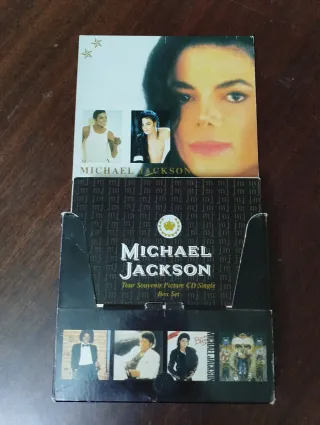 MICHAEL JACKSON
MICHAEL
JACKSON
Tour Souvenir Picture CD Single
Box Set